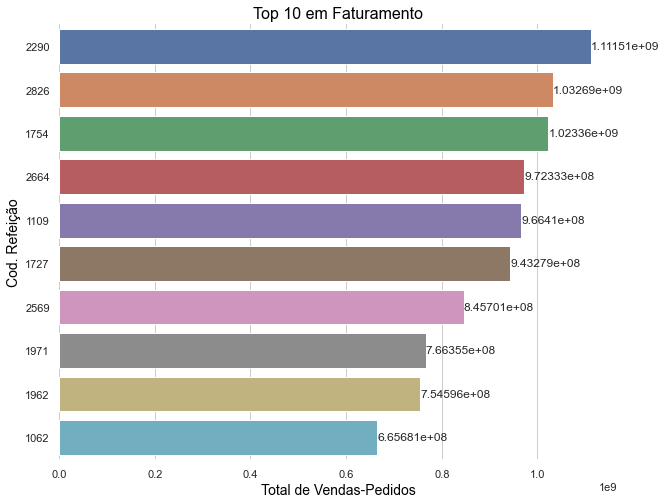 Top 10 em Faturamento
2290
1.11151e+09
2826
1.03269e+09
1754
1.02336e+09
2664
9.72333e+08
1109
9.6641e+08
1727
9.43279e+08
2569
8.45701e+08
1971
7.66355e+08
1962
7.54596e+08
1062
6.65681e+08
Cod. Refeição
0.0 0.2 0.4 0.6 0.8 1.0
1e9
Total de Vendas-Pedidos